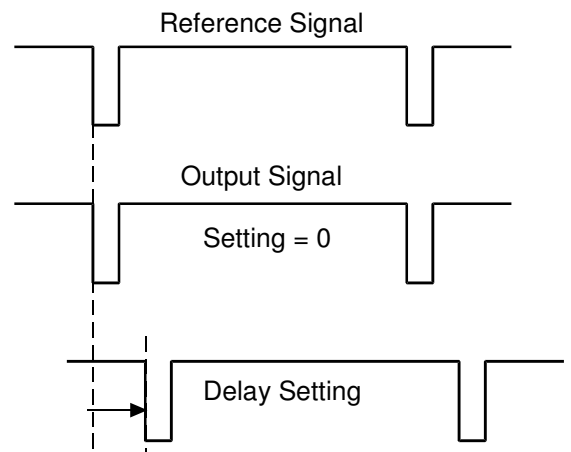 Reference Signal
Output Signal
Setting = 0
Delay Setting